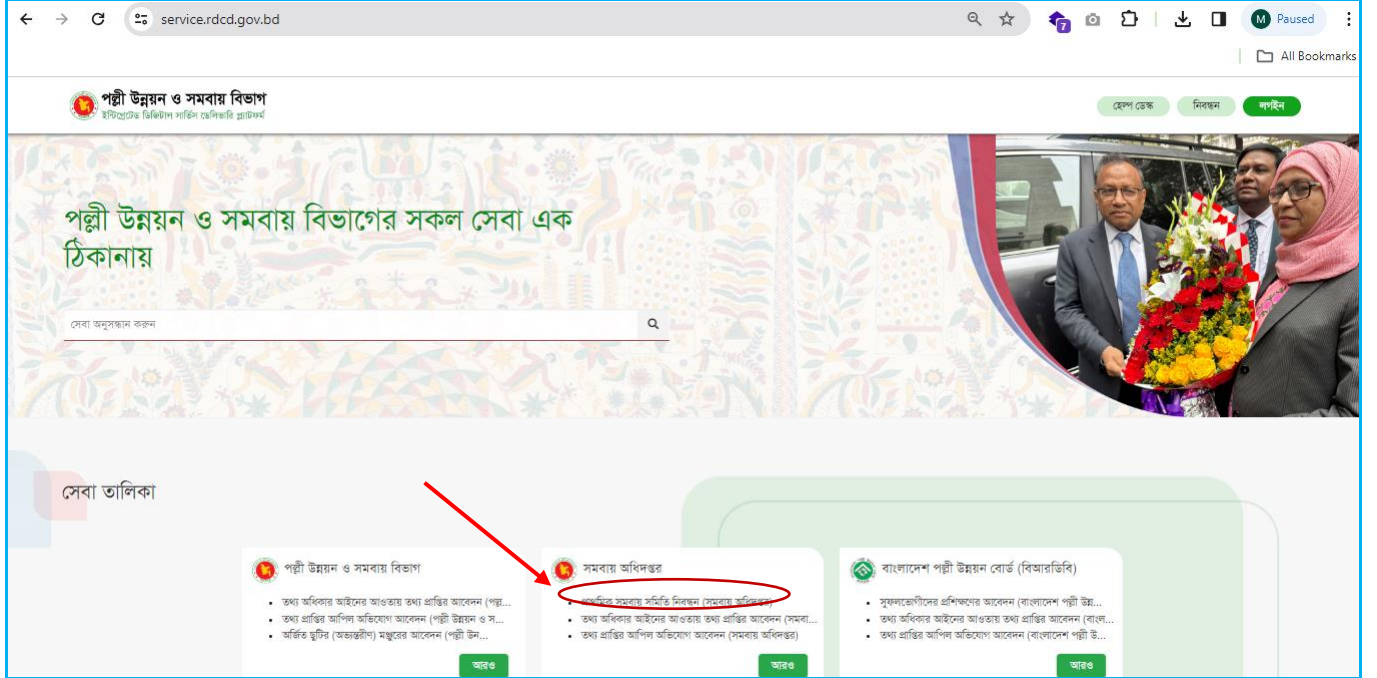 service.rdcd.gov.bd
7
M Paused
All Bookmarks
পল্লী উন্নয়ন ও সমবায় বিভাগ
ইন্টিগ্রেটেড ডিজিটাল সার্ভিস ডেলিভারি প্ল্যাটফর্ম
হেল্প ডেস্ক
নিবন্ধন
লগইন
পল্লী উন্নয়ন ও সমবায় বিভাগের সকল সেবা এক
ঠিকানায়
সেবা অনুসন্ধান করুন
সেবা তালিকা
পল্লী উন্নয়ন ও সমবায় বিভাগ
তথ্য অধিকার আইনের আওতায় তথ্য প্রাপ্তির আবেদন (পল্ল...
তথ্য প্রাপ্তির আপিল অভিযোগ আবেদন (পল্লী উন্নয়ন ও স...
অর্জিত ছুটির (অভ্যন্তরীণ) মঞ্জুরের আবেদন (পল্লী উন...
আরও
সমবায় অধিদপ্তর
প্রাথমিক সমবায় সমিতি নিবন্ধন (সমবায় অধিদপ্তর)
তথ্য অধিকার আইনের আওতায় তথ্য প্রাপ্তির আবেদন (সমবা...
তথ্য প্রাপ্তির আপিল অভিযোগ আবেদন (সমবায় অধিদপ্তর)
আরও
বাংলাদেশ পল্লী উন্নয়ন বোর্ড (বিআরডিবি)
সুফলভোগীদের প্রশিক্ষণের আবেদন (বাংলাদেশ পল্লী উন্ন...
তথ্য অধিকার আইনের আওতায় তথ্য প্রাপ্তির আবেদন (বাংল...
তথ্য প্রাপ্তির আপিল অভিযোগ আবেদন (বাংলাদেশ পল্লী উ...
আরও